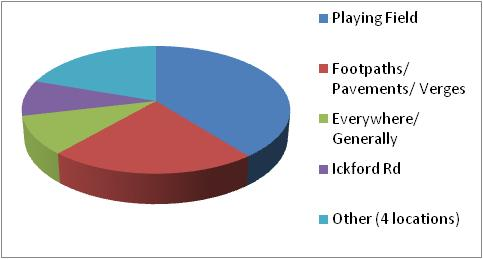 Playing Field
Footpaths/
Pavements/ Verges
Everywhere/
Generally
Ickford Rd
Other (4 locations)